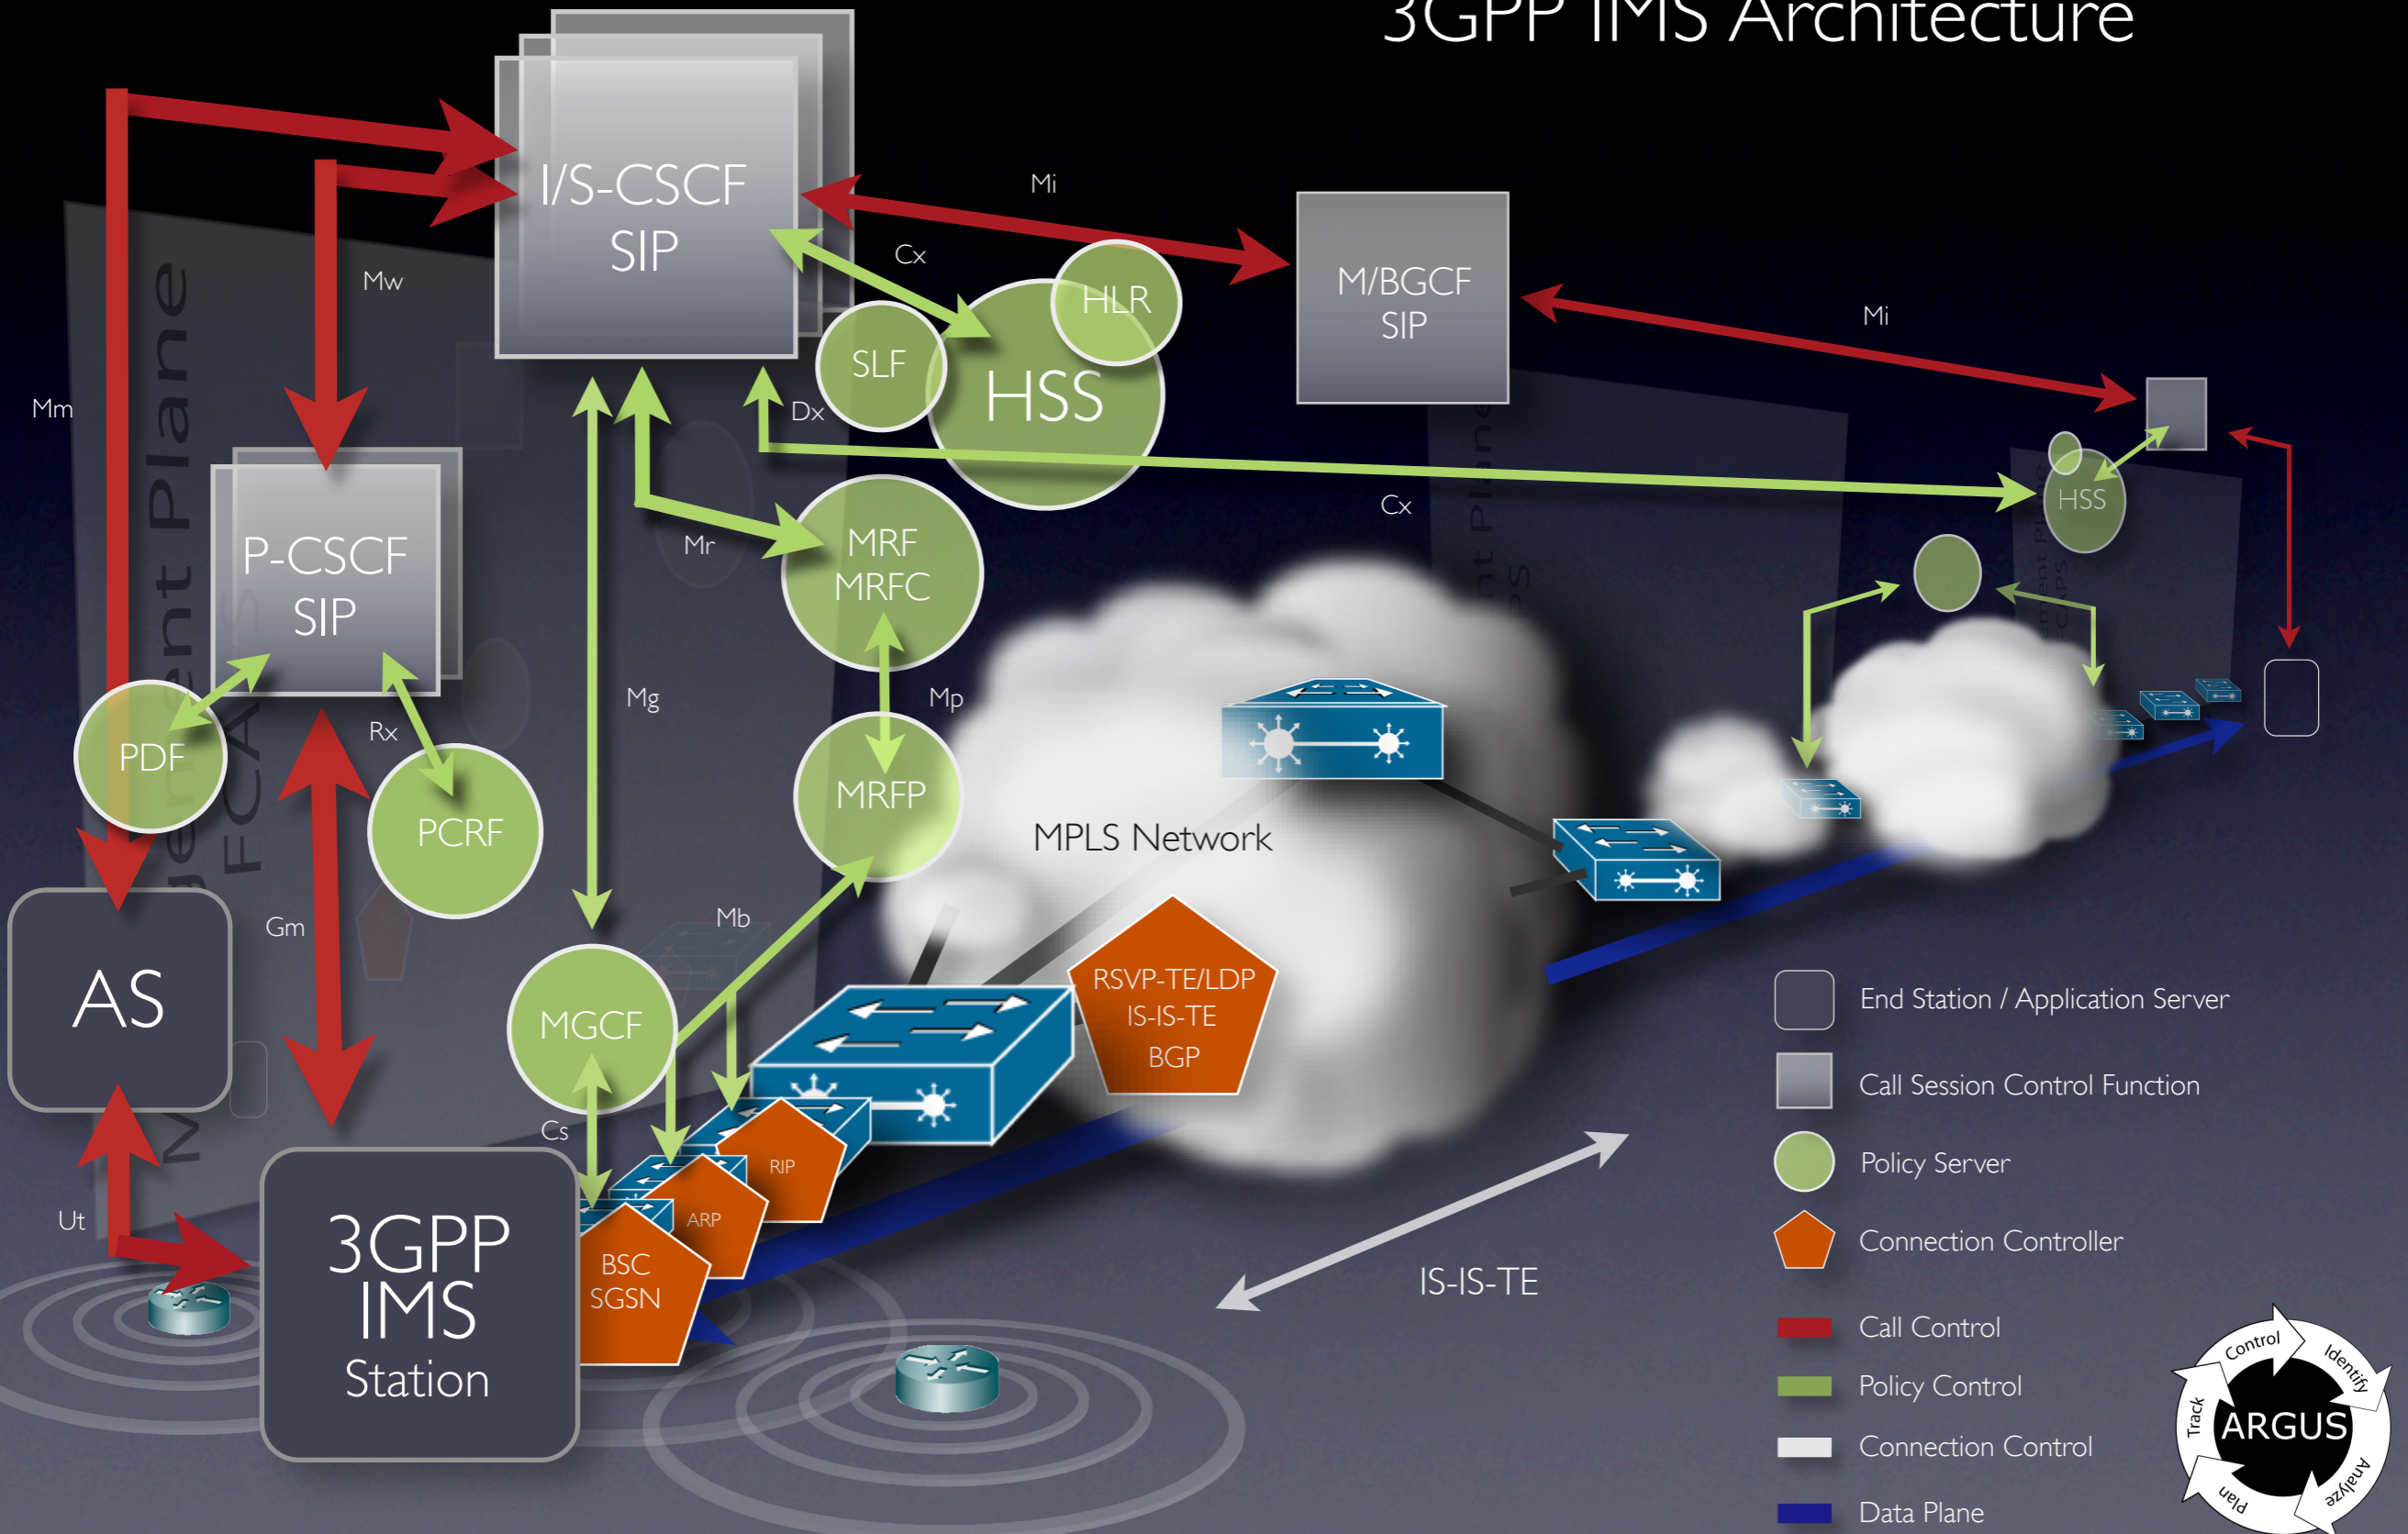 3GPP IMS Architecture
I/S-CSCF
SIP
Mi
Cx
HLR
SLF
HSS
M/BGCF
SIP
Mi
Mw
Mm
Dx
Cx
HSS
P-CSCF
SIP
Mr
MRF
MRFC
Mg
Mp
PDF
Rx
PCRF
MRFP
MPLS Network
Mb
Gm
AS
MGCF
RSVP-TE/LDP
IS-IS-TE
BGP
Cs
RIP
ARP
Ut
BSC
SGSN
3GPP
IMS
Station
IS-IS-TE
Plane
FCAPS
End Station / Application Server
Call Session Control Function
Policy Server
Connection Controller
Call Control
Policy Control
Connection Control
Data Plane
Control
Identify
Analyze
Plan
Track
ARGUS